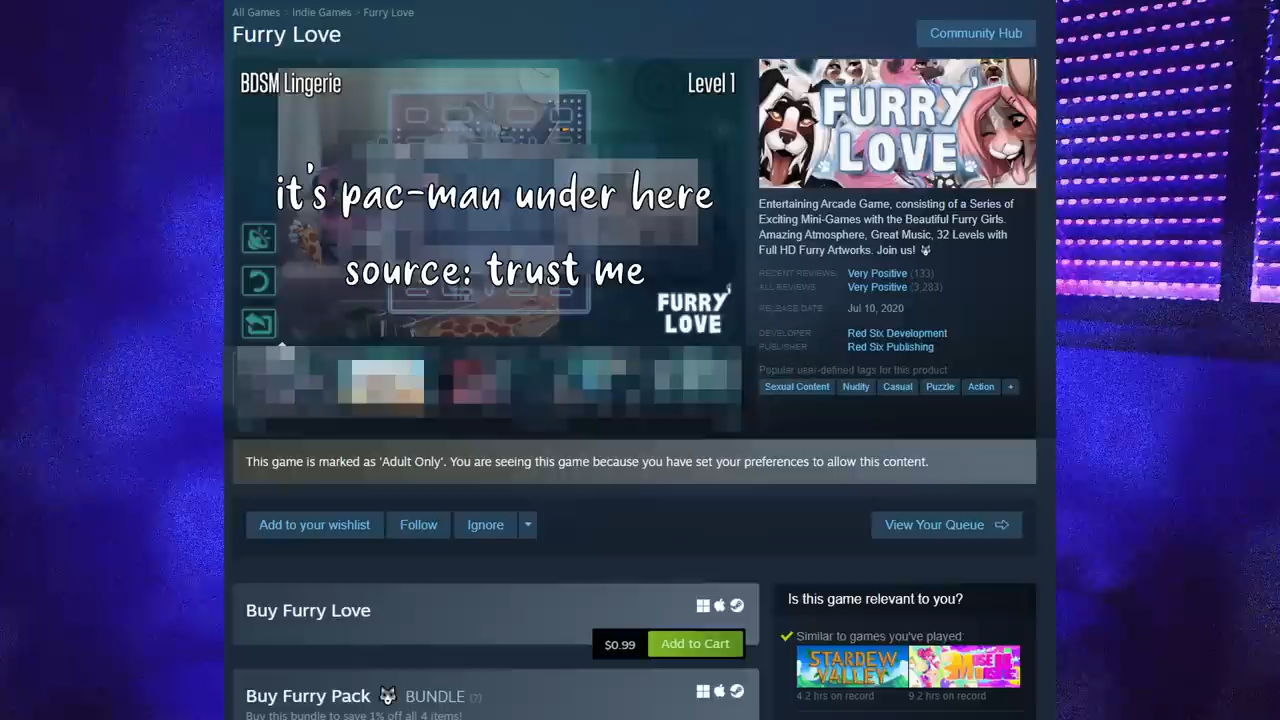 All Games > Indie Games > Furry Love
Furry Love
Community Hub
BDSM Lingerie
Level 1
it's pac-man under here
source: trust me
FURRY
LOVE
FURRY
LOVE
Entertaining Arcade Game, consisting of a Series of
Exciting Mini-Games with the Beautiful Furry Girls.
Amazing Atmosphere, Great Music, 32 Levels with
Full HD Furry Artworks. Join us!
RECENT REVIEWS: Very Positive (133)
ALL REVIEWS: Very Positive (3,283)
RELEASE DATE: Jul 10, 2020
DEVELOPER: Red Six Development
PUBLISHER: Red Six Publishing
Popular user-defined tags for this product:
Sexual Content Nudity Casual Puzzle Action +
This game is marked as 'Adult Only'. You are seeing this game because you have set your preferences to allow this content.
Add to your wishlist Follow Ignore
View Your Queue
Buy Furry Love
$0.99 Add to Cart
Buy Furry Pack BUNDLE (?)
Buy this bundle to save 1% off all 4 items!
Is this game relevant to you?
Similar to games you've played:
STARDEW
VALLEY
4.2 hrs on record 9.2 hrs on record